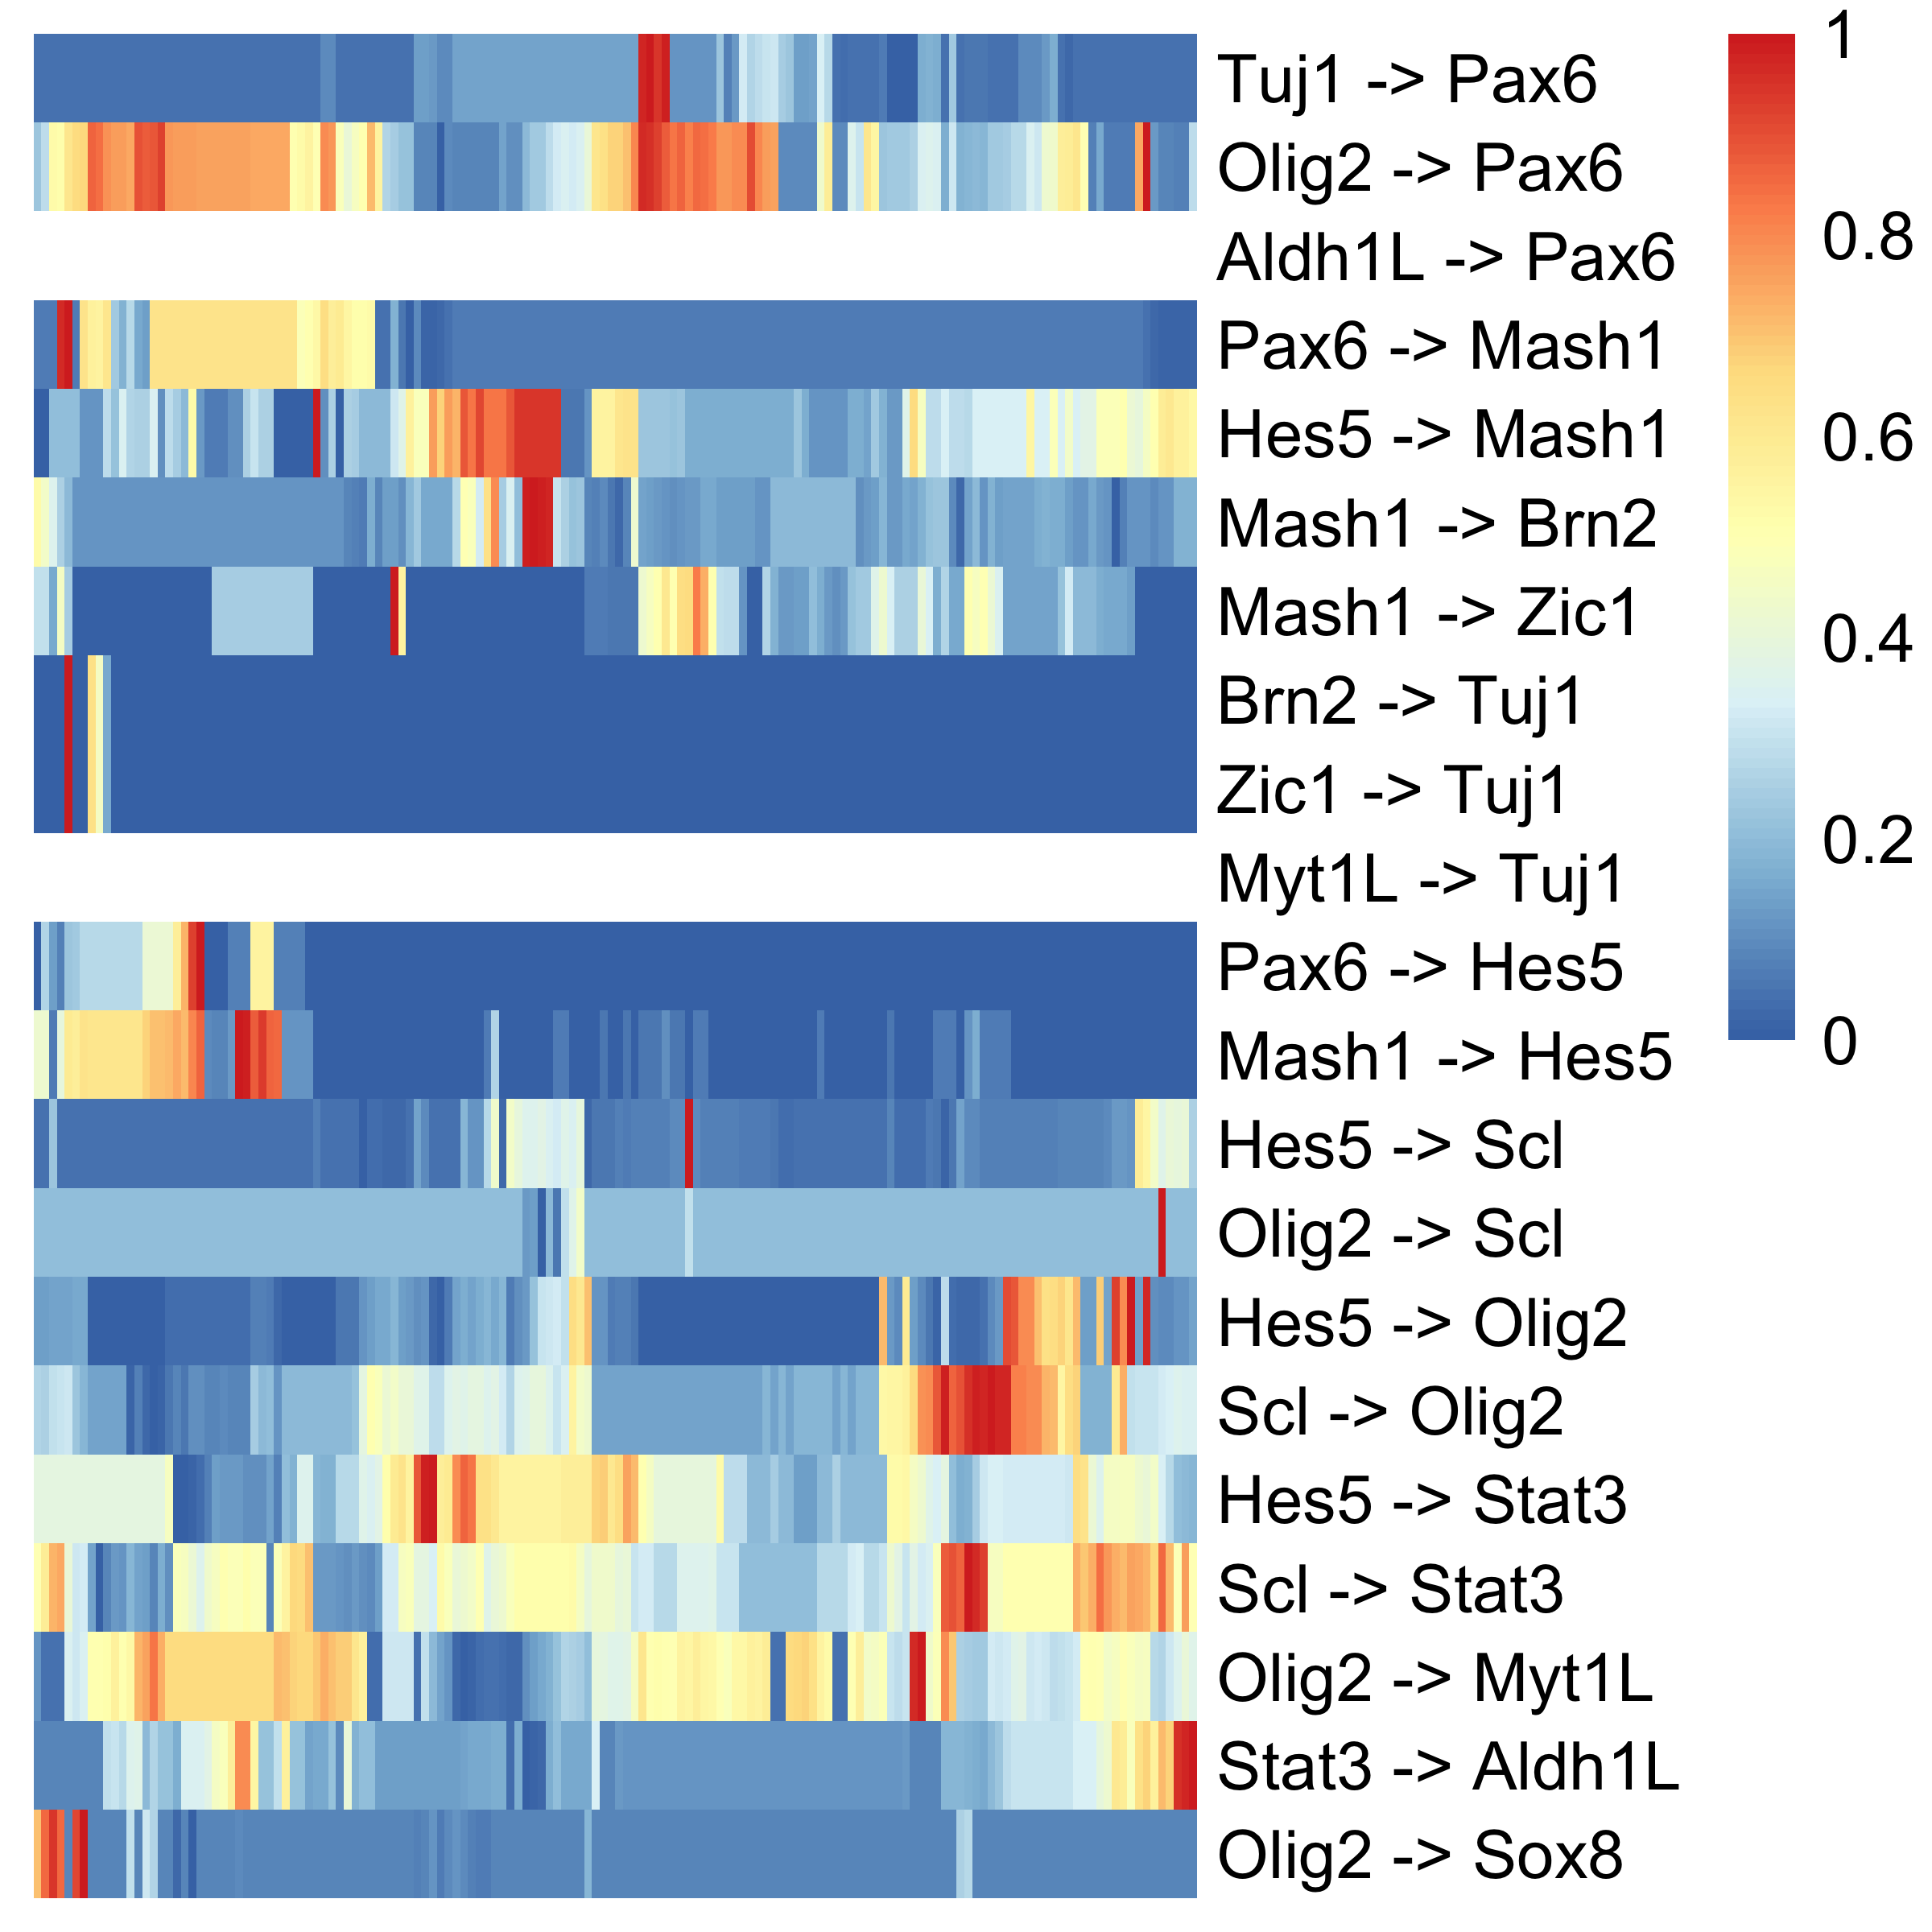 Tuj1 -> Pax6
Olig2 -> Pax6
Aldh1L -> Pax6
Pax6 -> Mash1
Hes5 -> Mash1
Mash1 -> Brn2
Mash1 -> Zic1
Brn2 -> Tuj1
Zic1 -> Tuj1
Myt1L -> Tuj1
Pax6 -> Hes5
Mash1 -> Hes5
Hes5 -> Scl
Olig2 -> Scl
Hes5 -> Olig2
Scl -> Olig2
Hes5 -> Stat3
Scl -> Stat3
Olig2 -> Myt1L
Stat3 -> Aldh1L
Olig2 -> Sox8
1
0.8
0.6
0.4
0.2
0